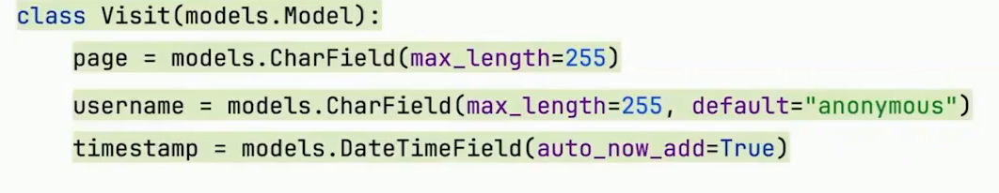 class Visit(models.Model):
    page = models.CharField(max_length=255)
    username = models.CharField(max_length=255, default="anonymous")
    timestamp = models.DateTimeField(auto_now_add=True)